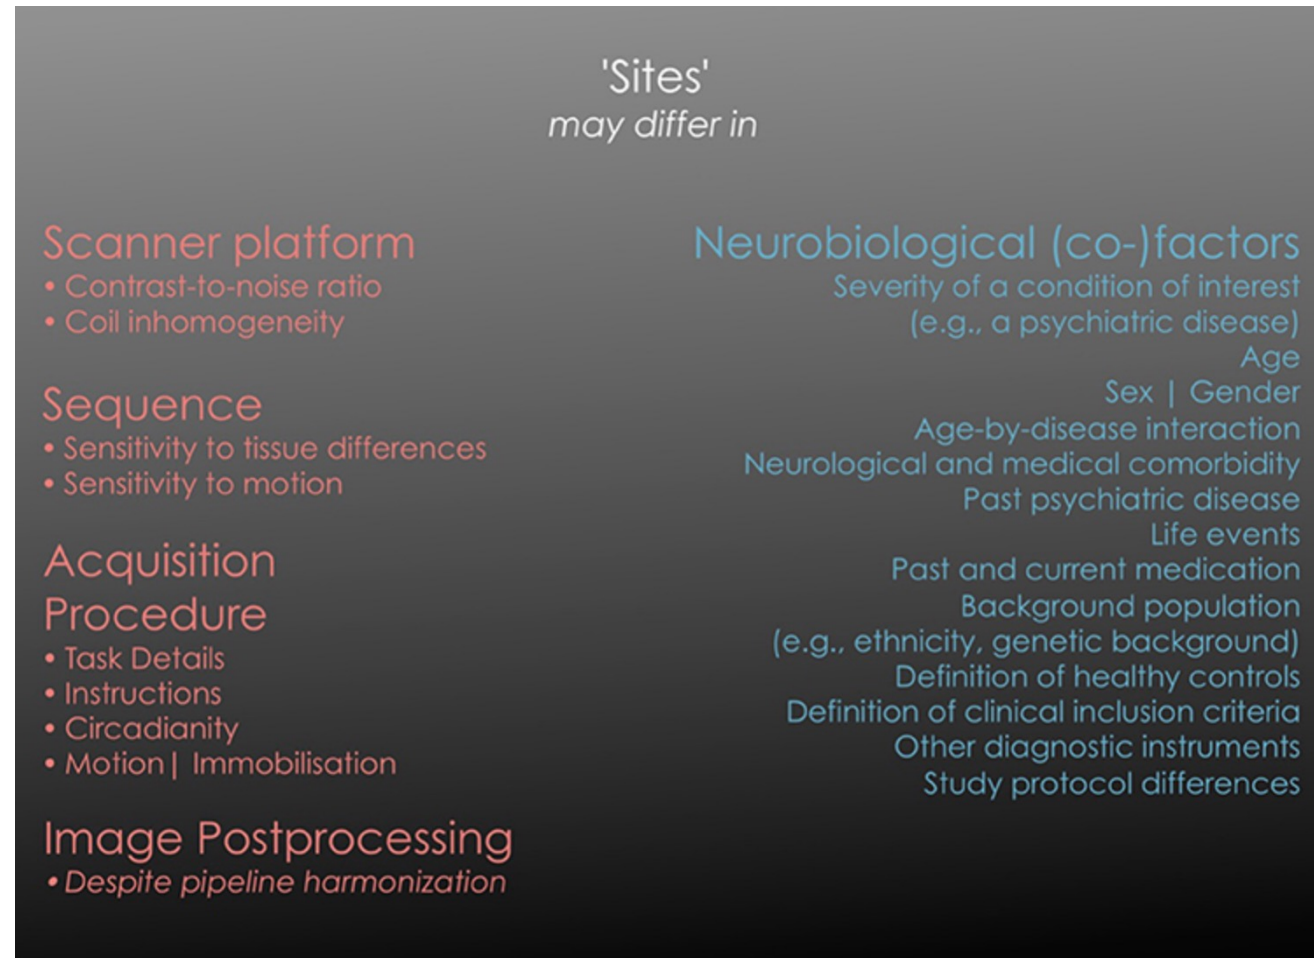 'Sites'
may differ in
Scanner platform
• Contrast-to-noise ratio
• Coil inhomogeneity
Sequence
• Sensitivity to tissue differences
• Sensitivity to motion
Acquisition
Procedure
• Task Details
• Instructions
• Circadianity
• Motion| Immobilisation
Image Postprocessing
• Despite pipeline harmonization
Neurobiological (co-)factors
Severity of a condition of interest
(e.g., a psychiatric disease)
Age
Sex | Gender
Age-by-disease interaction
Neurological and medical comorbidity
Past psychiatric disease
Life events
Past and current medication
Background population
(e.g., ethnicity, genetic background)
Definition of healthy controls
Definition of clinical inclusion criteria
Other diagnostic instruments
Study protocol differences